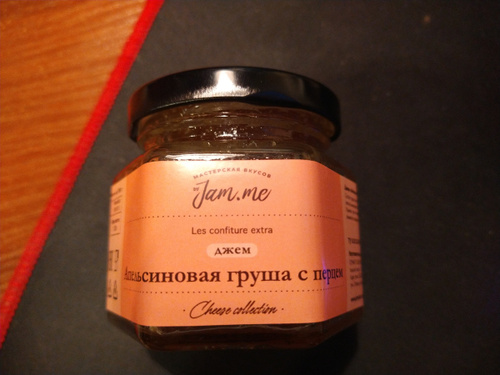 МАСТЕРСКАЯ ВКУСОВ
Jam.me
Les confiture extra
джем
Апельсиновая груша с перцем
· Cheese collection ·